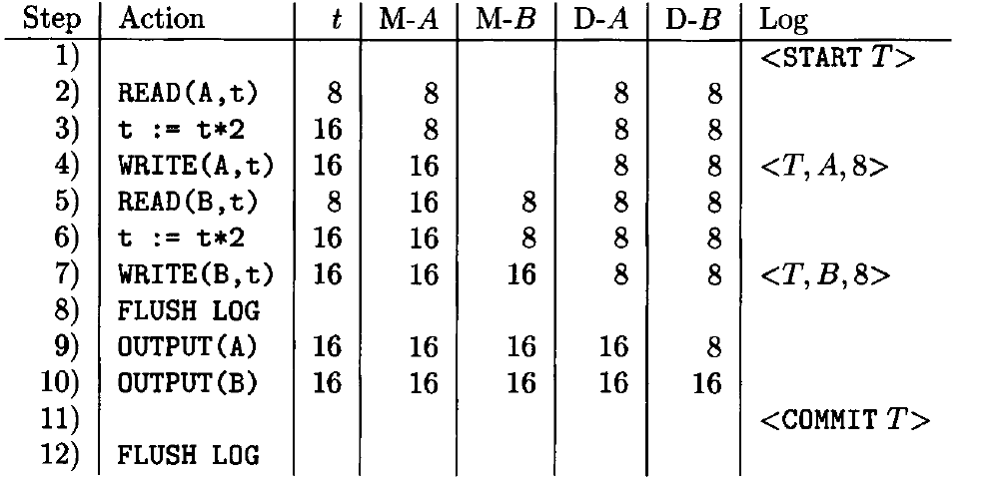 Step Action t M-A M-B D-A D-B Log
1) <START T>
2) READ(A,t) 8 8 8 8
3) t := t*2 16 8 8 8
4) WRITE(A,t) 16 16 8 8 <T, A, 8>
5) READ(B,t) 8 16 8 8 8
6) t := t*2 16 16 8 8 8
7) WRITE(B,t) 16 16 16 8 8 <T, B, 8>
8) FLUSH LOG
9) OUTPUT(A) 16 16 16 16 8
10) OUTPUT(B) 16 16 16 16 16
11) <COMMIT T>
12) FLUSH LOG